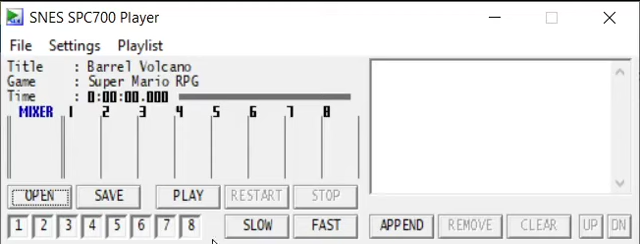 SNES SPC700 Player
File Settings Playlist
Title : Barrel Volcano
Game : Super Mario RPG
Time : 0:00:00.000
MIXER 1 2 3 4 5 6 7 8
OPEN SAVE PLAY RESTART STOP
1 2 3 4 5 6 7 8 SLOW FAST APPEND REMOVE CLEAR UP DN